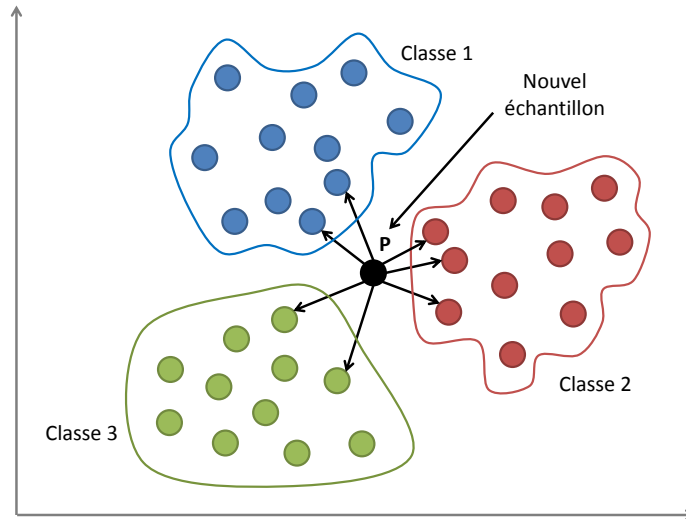 Classe 1
Nouvel
échantillon
P
Classe 2
Classe 3